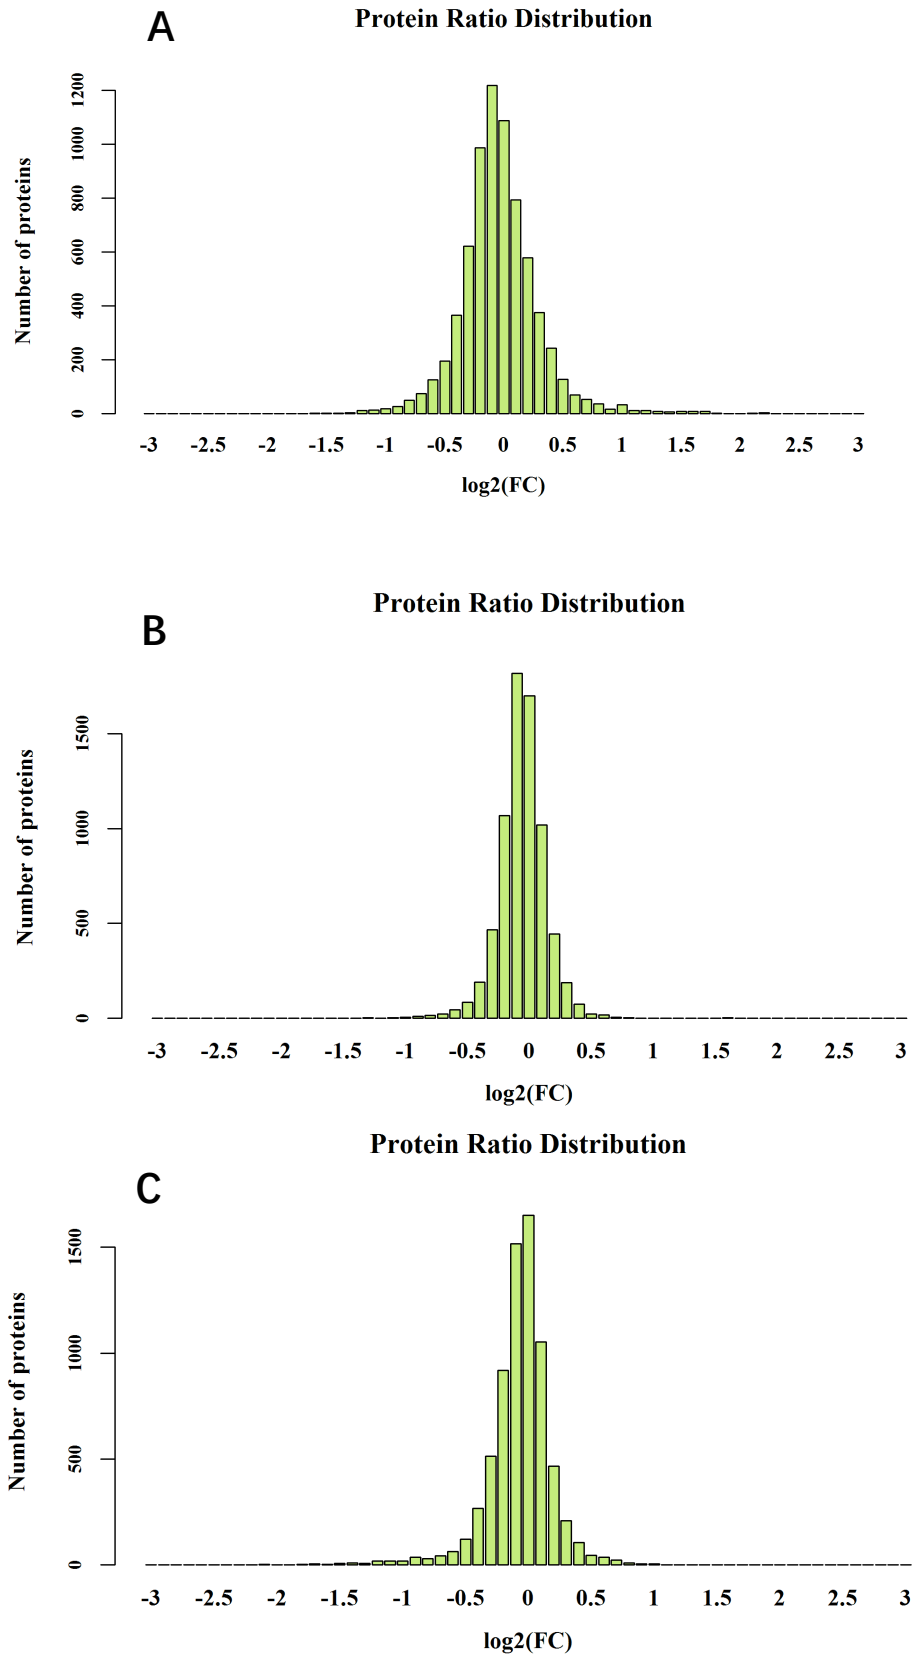 A
Protein Ratio Distribution
Number of proteins
1200
1000
800
600
400
200
0
-3 -2.5 -2 -1.5 -1 -0.5 0 0.5 1 1.5 2 2.5 3
log2(FC)
Protein Ratio Distribution
B
Number of proteins
1500
1000
500
0
-3 -2.5 -2 -1.5 -1 -0.5 0 0.5 1 1.5 2 2.5 3
log2(FC)
Protein Ratio Distribution
C
Number of proteins
1500
1000
500
0
-3 -2.5 -2 -1.5 -1 -0.5 0 0.5 1 1.5 2 2.5 3
log2(FC)